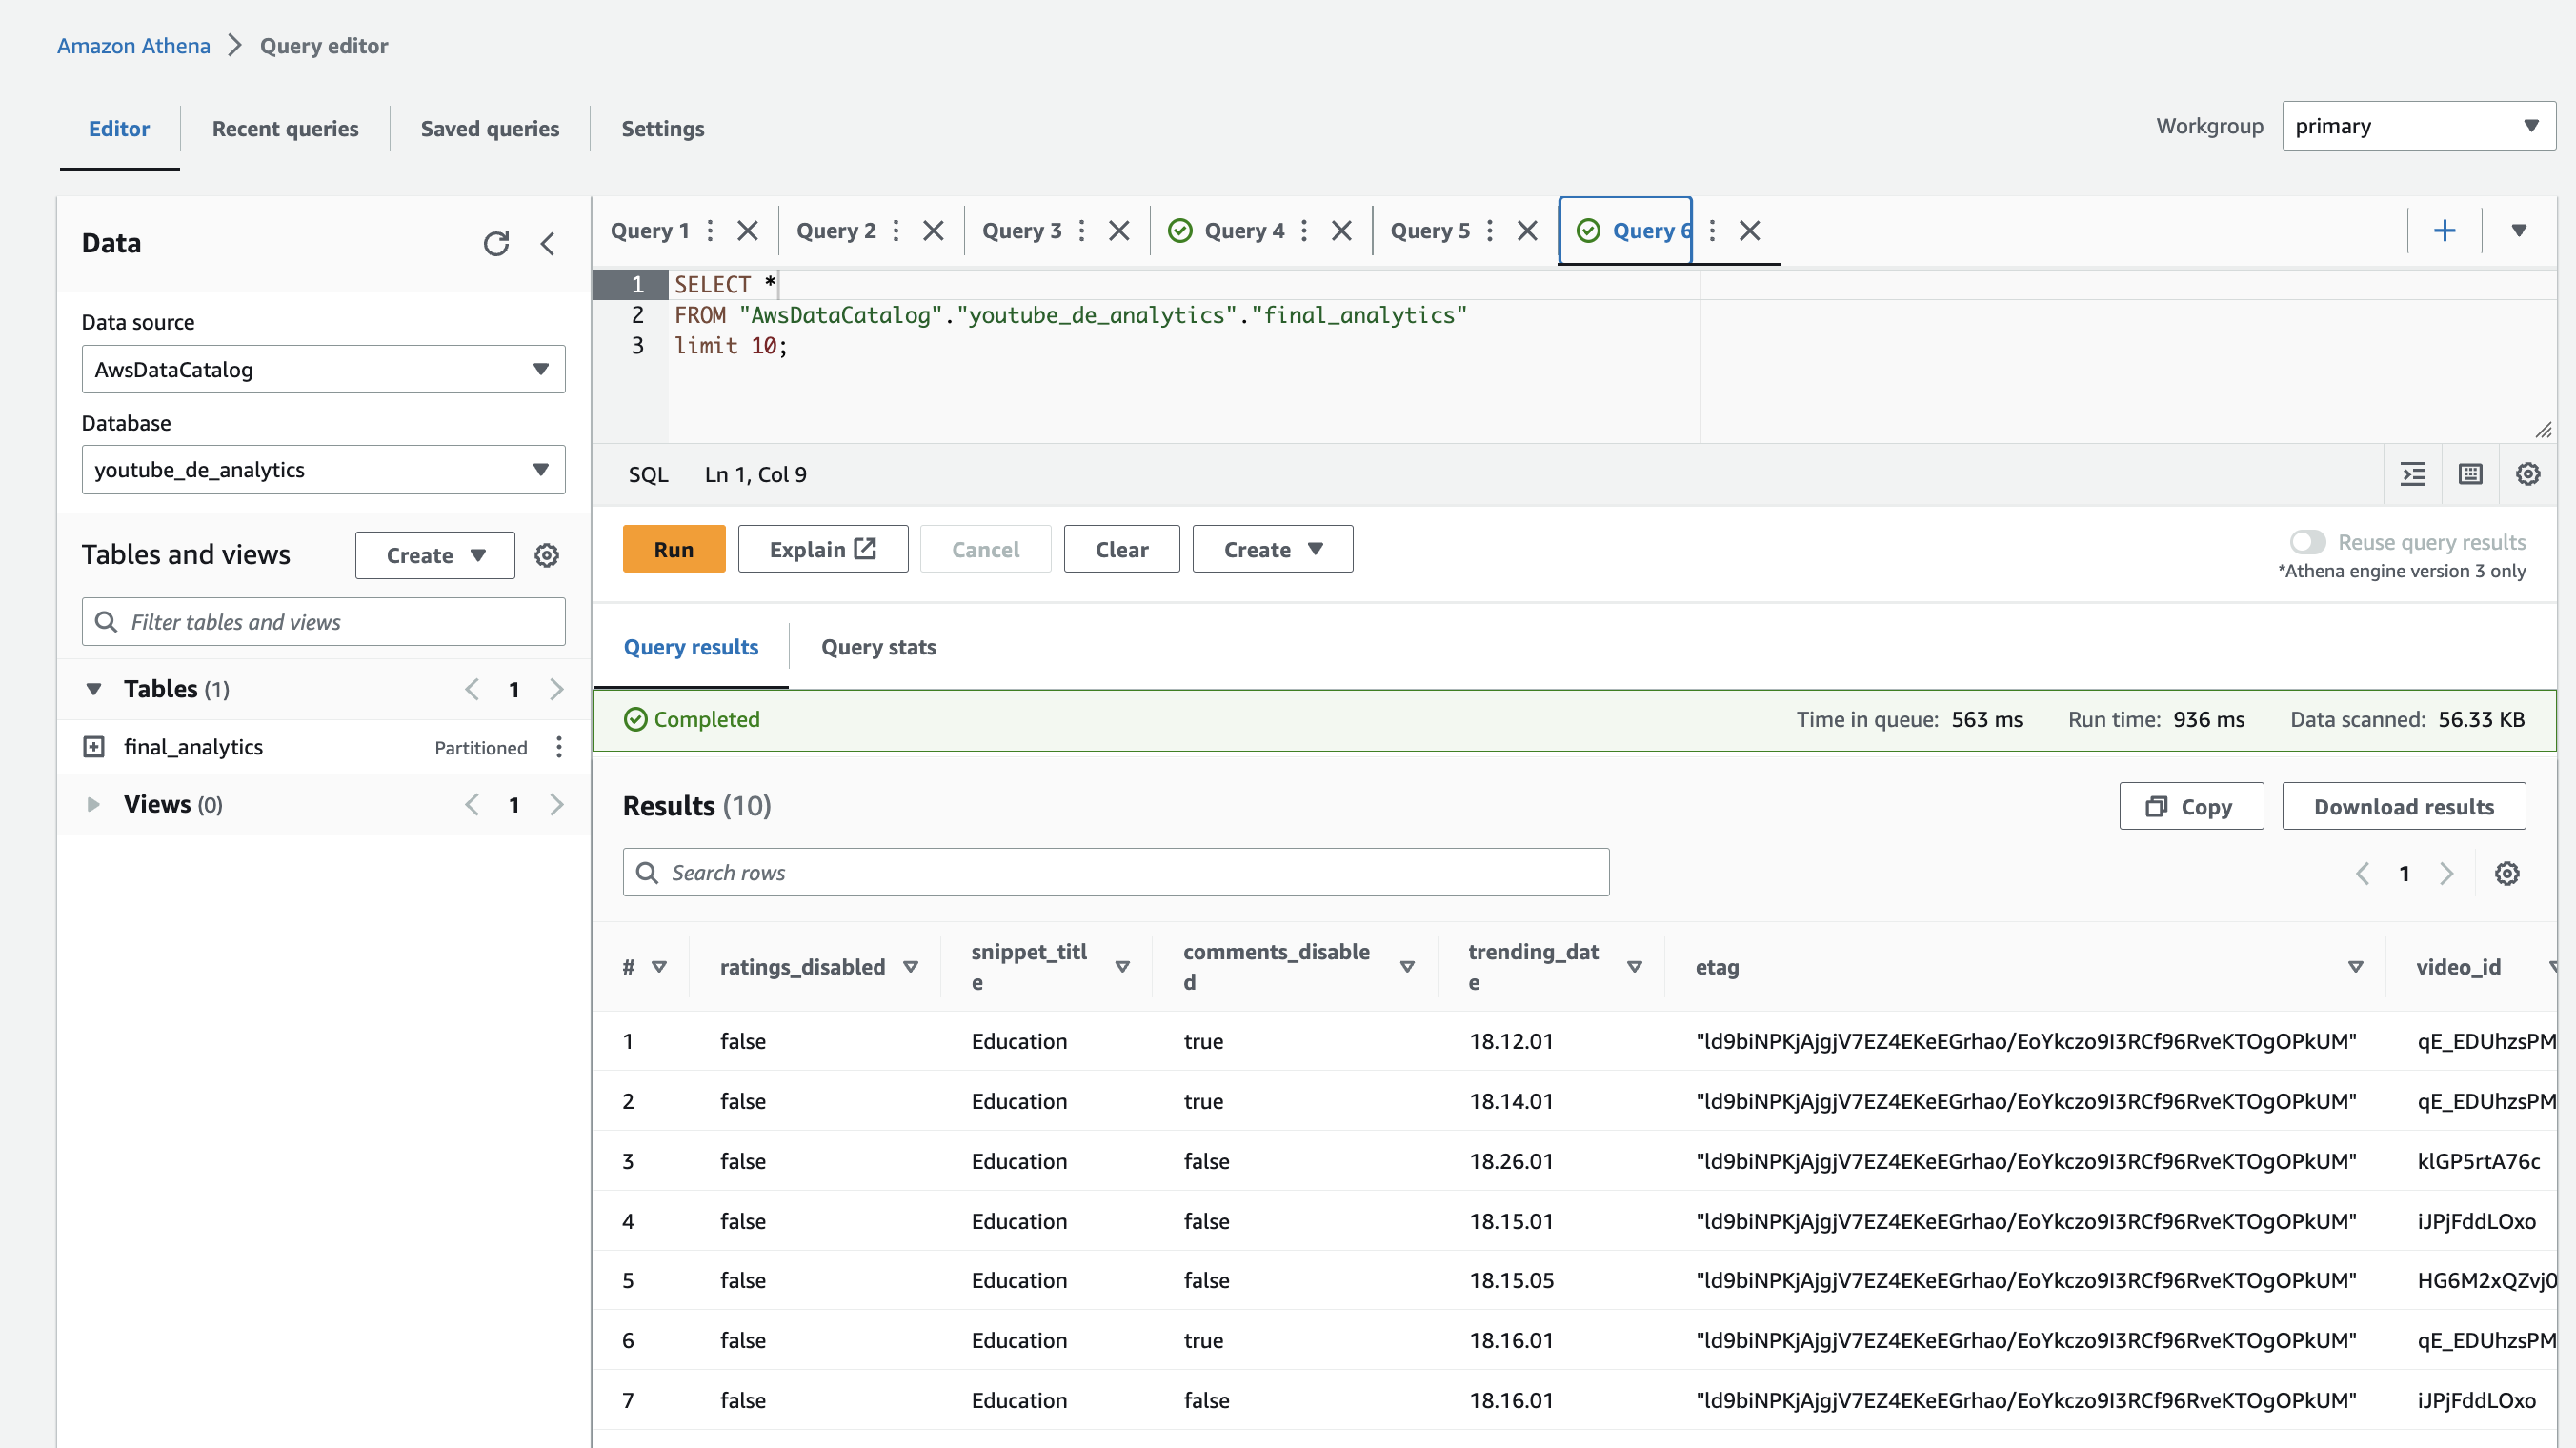 Amazon Athena > Query editor
Editor Recent queries Saved queries Settings
Workgroup primary
Data
Data source
AwsDataCatalog
Database
youtube_de_analytics
Tables and views Create
Filter tables and views
Tables (1) 1
final_analytics Partitioned
Views (0) 1
Query 1 Query 2 Query 3 Query 4 Query 5 Query 6
1 SELECT *
2 FROM "AwsDataCatalog"."youtube_de_analytics"."final_analytics"
3 limit 10;
SQL Ln 1, Col 9
Run Explain Cancel Clear Create
Reuse query results
*Athena engine version 3 only
Query results Query stats
Completed Time in queue: 563 ms Run time: 936 ms Data scanned: 56.33 KB
Results (10) Copy Download results
Search rows 1
# ratings_disabled snippet_title comments_disabled trending_date etag video_id
1 false Education true 18.12.01 "ld9biNPKjAjgjV7EZ4EKeEGrhao/EoYkczo9I3RCf96RveKTOgOPkUM" qE_EDUhzsPM
2 false Education true 18.14.01 "ld9biNPKjAjgjV7EZ4EKeEGrhao/EoYkczo9I3RCf96RveKTOgOPkUM" qE_EDUhzsPM
3 false Education false 18.26.01 "ld9biNPKjAjgjV7EZ4EKeEGrhao/EoYkczo9I3RCf96RveKTOgOPkUM" klGP5rtA76c
4 false Education false 18.15.01 "ld9biNPKjAjgjV7EZ4EKeEGrhao/EoYkczo9I3RCf96RveKTOgOPkUM" iJPjFddLOxo
5 false Education false 18.15.05 "ld9biNPKjAjgjV7EZ4EKeEGrhao/EoYkczo9I3RCf96RveKTOgOPkUM" HG6M2xQZvj0
6 false Education true 18.16.01 "ld9biNPKjAjgjV7EZ4EKeEGrhao/EoYkczo9I3RCf96RveKTOgOPkUM" qE_EDUhzsPM
7 false Education false 18.16.01 "ld9biNPKjAjgjV7EZ4EKeEGrhao/EoYkczo9I3RCf96RveKTOgOPkUM" iJPjFddLOxo